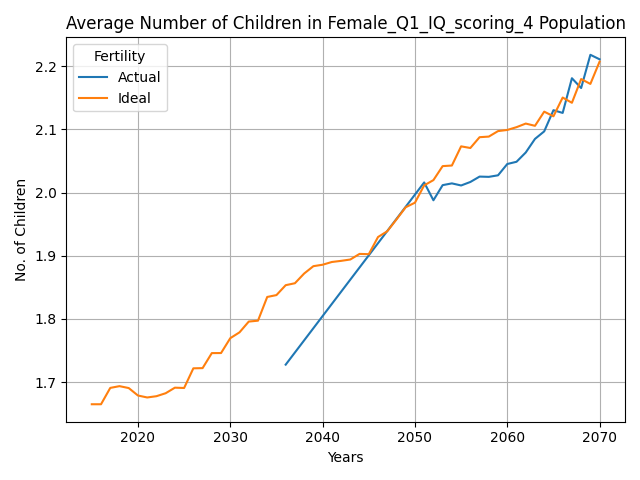 Average Number of Children in Female_Q1_IQ_scoring_4 Population
Fertility
Actual
Ideal
No. of Children
2.2
2.1
2.0
1.9
1.8
1.7
2020 2030 2040 2050 2060 2070
Years